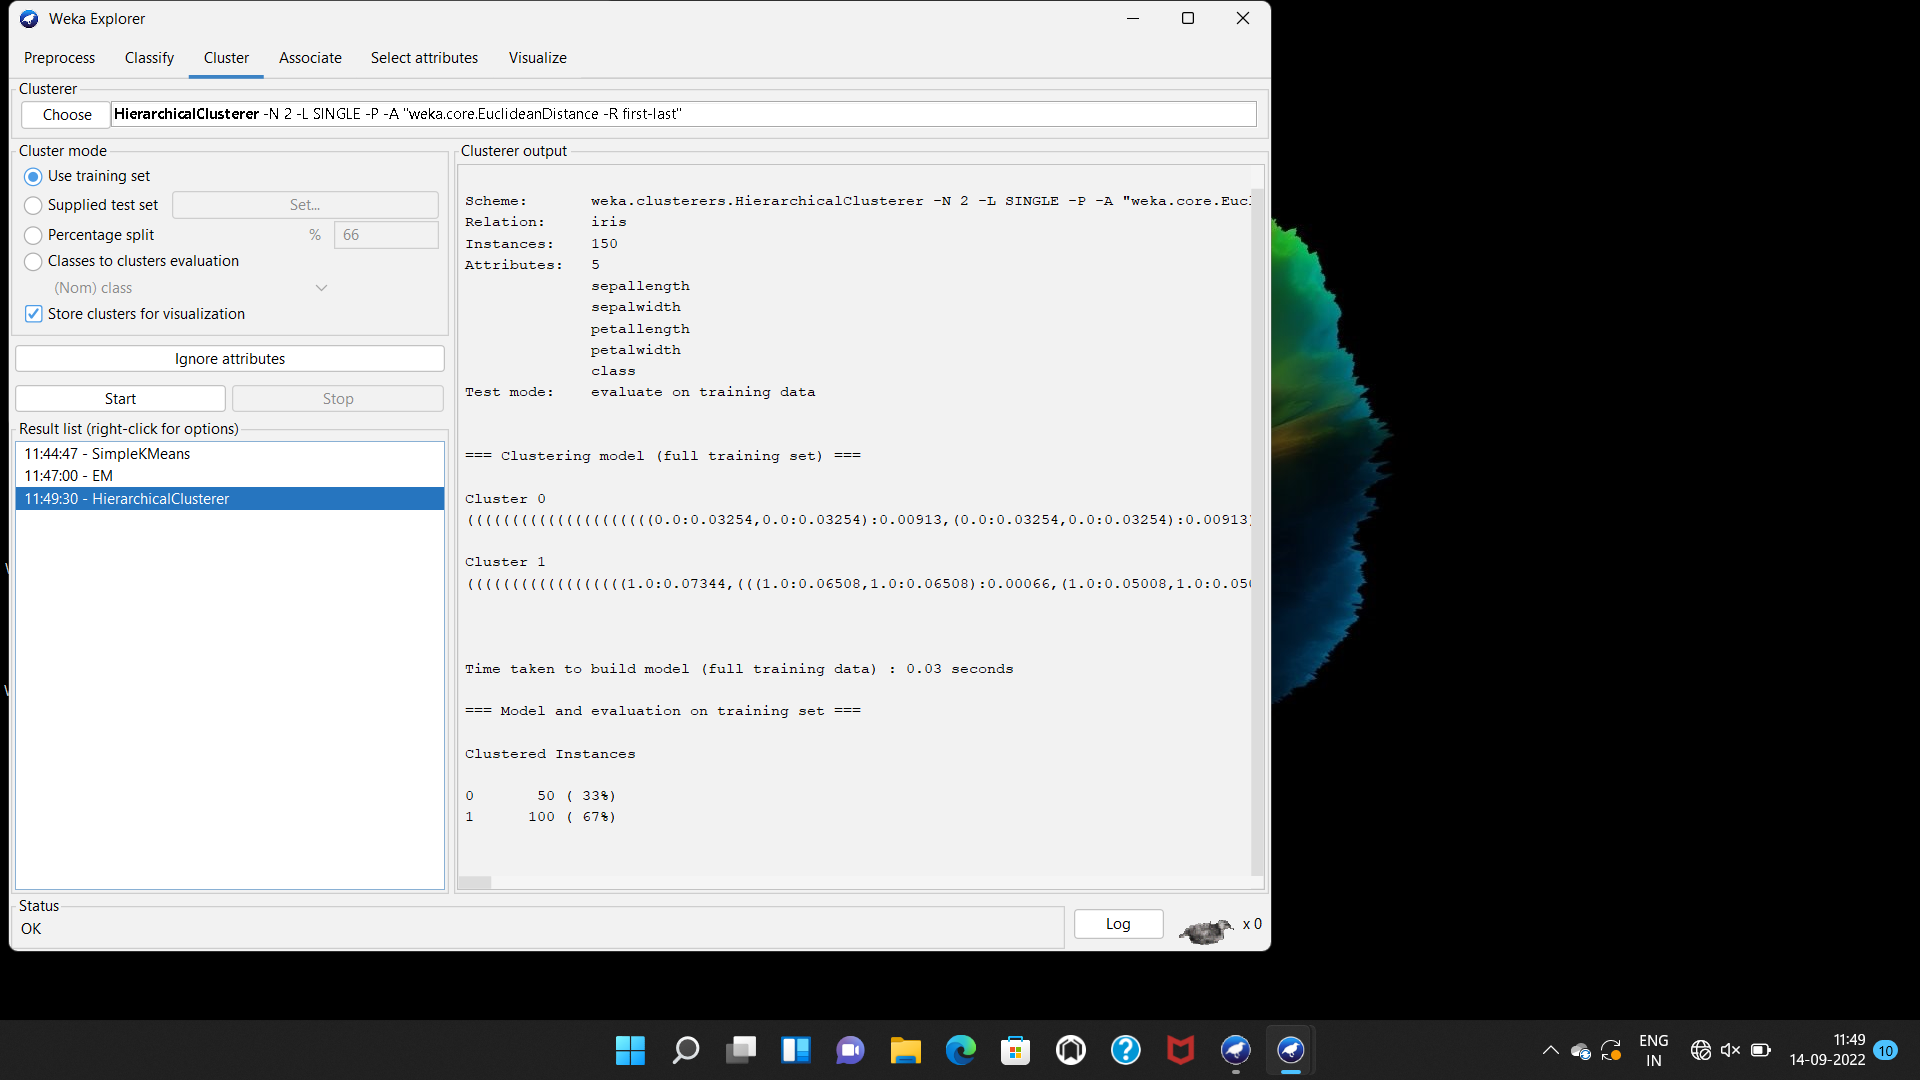 Weka Explorer
Preprocess Classify Cluster Associate Select attributes Visualize
Clusterer
Choose HierarchicalClusterer -N 2 -L SINGLE -P -A "weka.core.EuclideanDistance -R first-last"
Cluster mode
Use training set
Supplied test set Set...
Percentage split % 66
Classes to clusters evaluation
(Nom) class
Store clusters for visualization
Ignore attributes
Start Stop
Result list (right-click for options)
11:44:47 - SimpleKMeans
11:47:00 - EM
11:49:30 - HierarchicalClusterer
Clusterer output
Scheme: weka.clusterers.HierarchicalClusterer -N 2 -L SINGLE -P -A "weka.core.Eucl
Relation: iris
Instances: 150
Attributes: 5
sepallength
sepalwidth
petallength
petalwidth
class
Test mode: evaluate on training data
=== Clustering model (full training set) ===
Cluster 0
(((((((((((((((((((((0.0:0.03254,0.0:0.03254):0.00913,(0.0:0.03254,0.0:0.03254):0.00913)
Cluster 1
((((((((((((((((((1.0:0.07344,(((1.0:0.06508,1.0:0.06508):0.00066,(1.0:0.05008,1.0:0.050
Time taken to build model (full training data) : 0.03 seconds
=== Model and evaluation on training set ===
Clustered Instances
0 50 ( 33%)
1 100 ( 67%)
Status
OK
Log
x 0
ENG
IN
11:49
14-09-2022
10